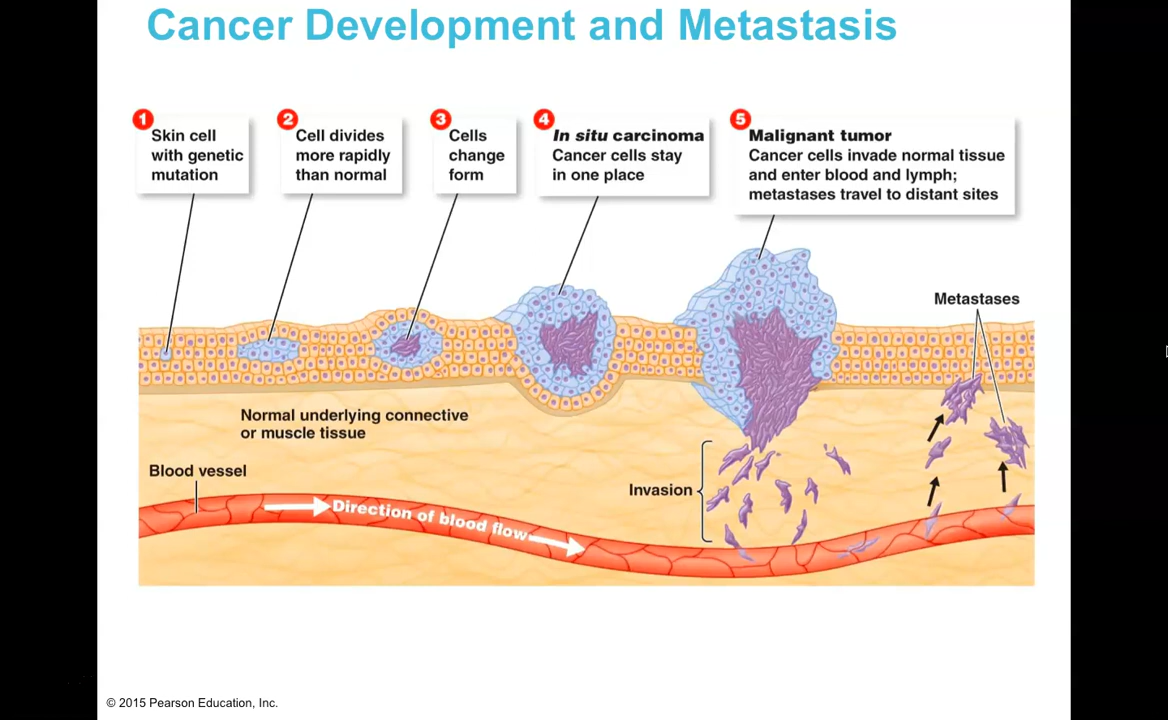 Cancer Development and Metastasis
1
Skin cell
with genetic
mutation
2
Cell divides
more rapidly
than normal
3
Cells
change
form
4
In situ carcinoma
Cancer cells stay
in one place
5
Malignant tumor
Cancer cells invade normal tissue
and enter blood and lymph;
metastases travel to distant sites
Metastases
Normal underlying connective
or muscle tissue
Blood vessel
Invasion
Direction of blood flow
© 2015 Pearson Education, Inc.